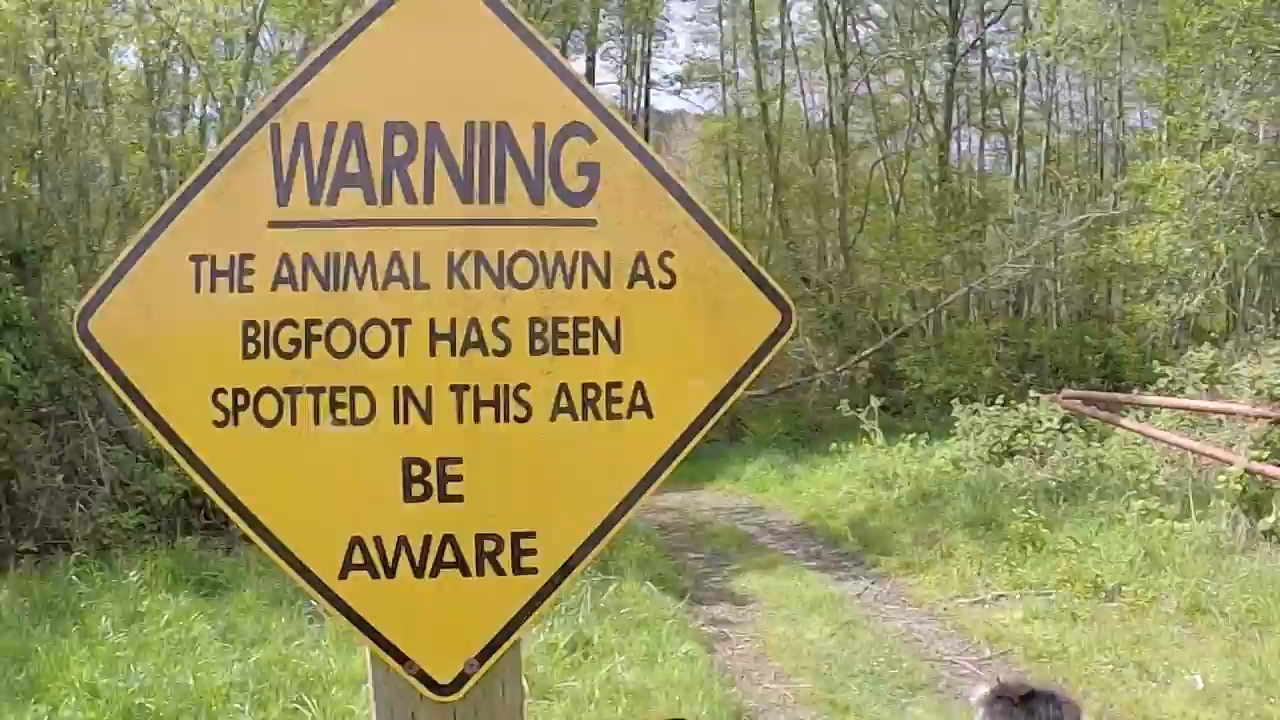 WARNING
THE ANIMAL KNOWN AS
BIGFOOT HAS BEEN
SPOTTED IN THIS AREA
BE
AWARE